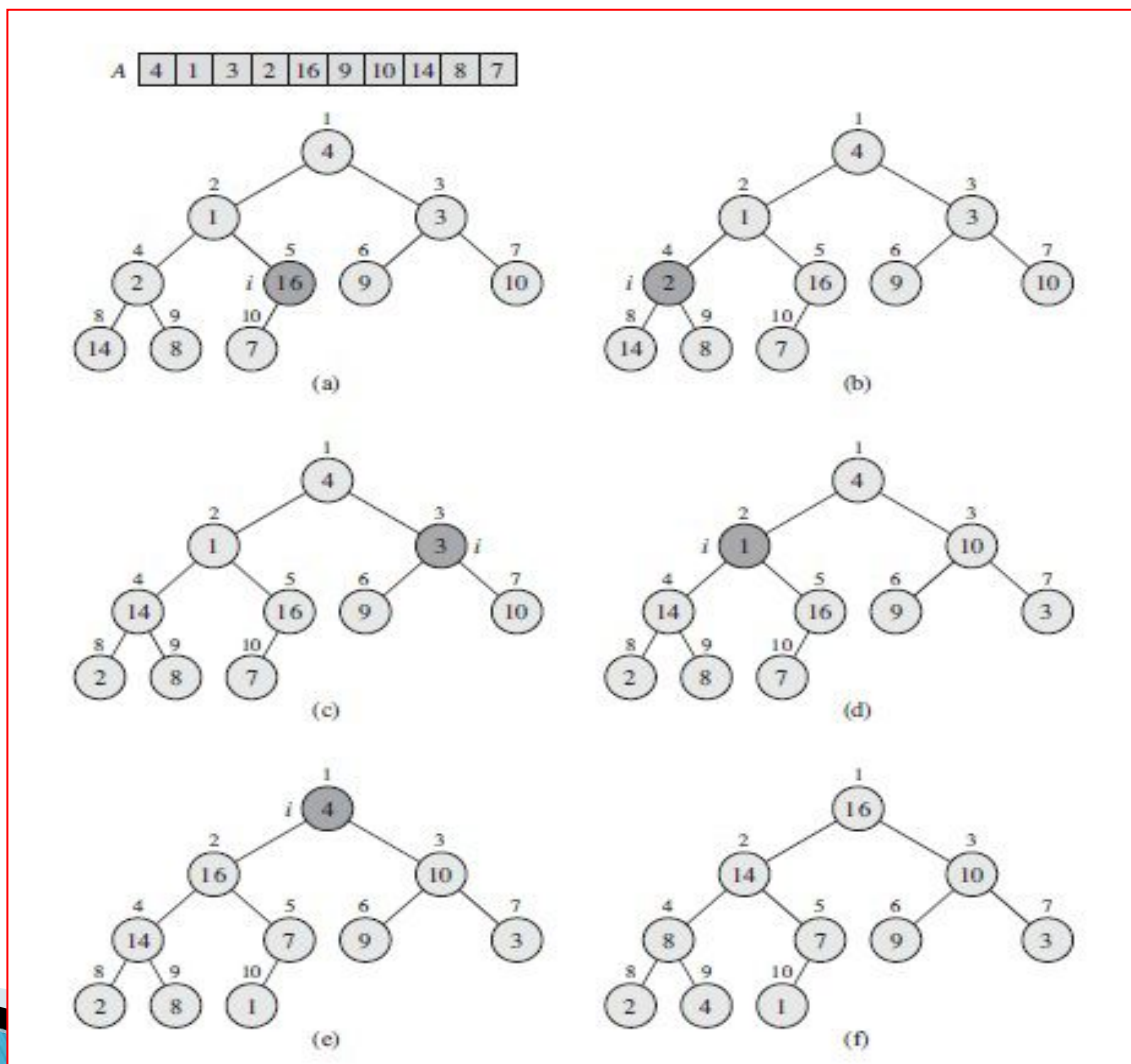 A 4 1 3 2 16 9 10 14 8 7
1 1
4 4
2 3 2 3
1 3 1 3
4 5 6 7 4 5 6 7
2 i 16 9 10 i 2 16 9 10
8 9 10 8 9 10
14 8 7 14 8 7
(a) (b)
1 1
4 4
2 3 2 3
1 3 i i 1 10
4 5 6 7 4 5 6 7
14 16 9 10 14 16 9 3
8 9 10 8 9 10
2 8 7 2 8 7
(c) (d)
1 1
i 4 16
2 3 2 3
16 10 14 10
4 5 6 7 4 5 6 7
14 7 9 3 8 7 9 3
8 9 10 8 9 10
2 8 1 2 4 1
(e) (f)